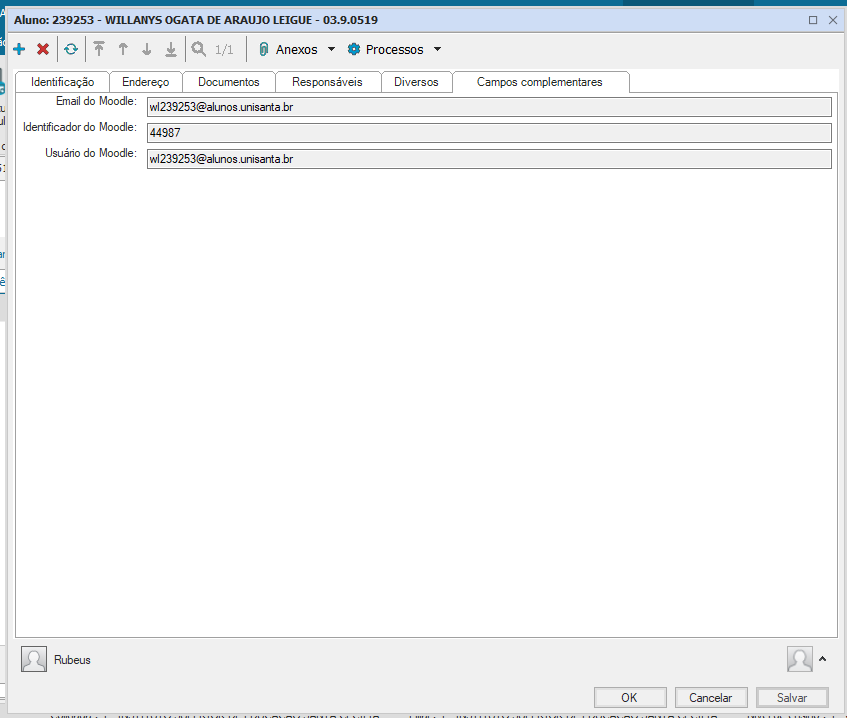 Aluno: 239253 - WILLANYS OGATA DE ARAUJO LEIGUE - 03.9.0519
1/1 Anexos Processos
Identificação Endereço Documentos Responsáveis Diversos Campos complementares
Email do Moodle: wl239253@alunos.unisanta.br
Identificador do Moodle: 44987
Usuário do Moodle: wl239253@alunos.unisanta.br
Rubeus
OK Cancelar Salvar